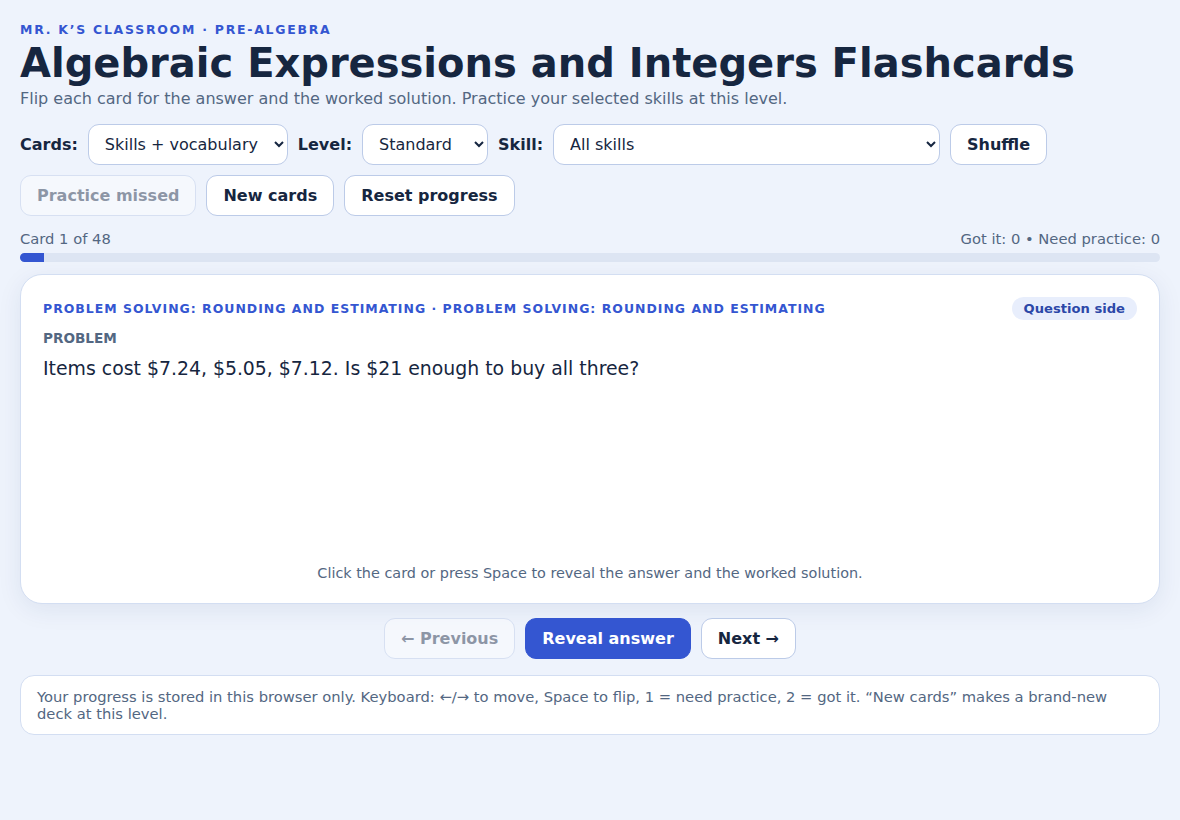 MR. K’S CLASSROOM · PRE-ALGEBRA
Algebraic Expressions and Integers Flashcards
Flip each card for the answer and the worked solution. Practice your selected skills at this level.
Cards: Skills + vocabulary Level: Standard Skill: All skills Shuffle
Practice missed New cards Reset progress
Card 1 of 48 Got it: 0 • Need practice: 0
PROBLEM SOLVING: ROUNDING AND ESTIMATING · PROBLEM SOLVING: ROUNDING AND ESTIMATING Question side
PROBLEM
Items cost $7.24, $5.05, $7.12. Is $21 enough to buy all three?
Click the card or press Space to reveal the answer and the worked solution.
← Previous Reveal answer Next →
Your progress is stored in this browser only. Keyboard: ←/→ to move, Space to flip, 1 = need practice, 2 = got it. “New cards” makes a brand-new
deck at this level.